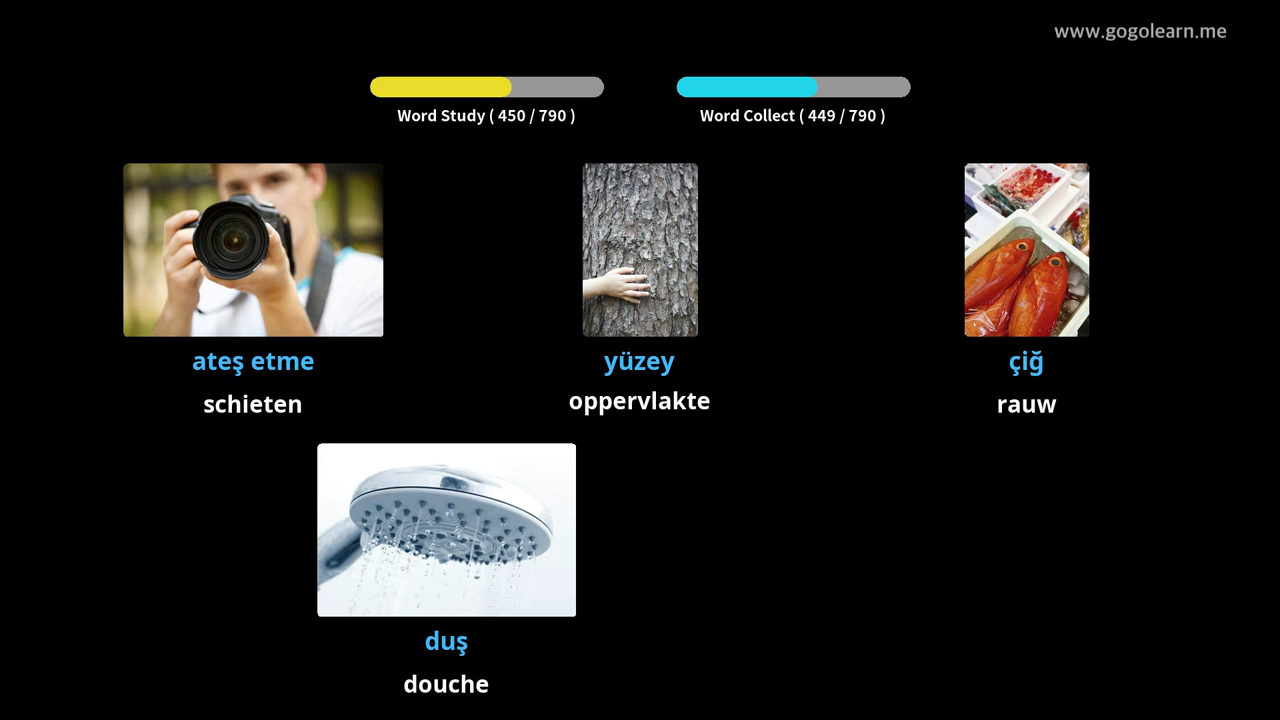 www.gogolearn.me
Word Study ( 450 / 790 )
Word Collect ( 449 / 790 )
ateş etme
schieten
yüzey
oppervlakte
çiğ
rauw
duş
douche